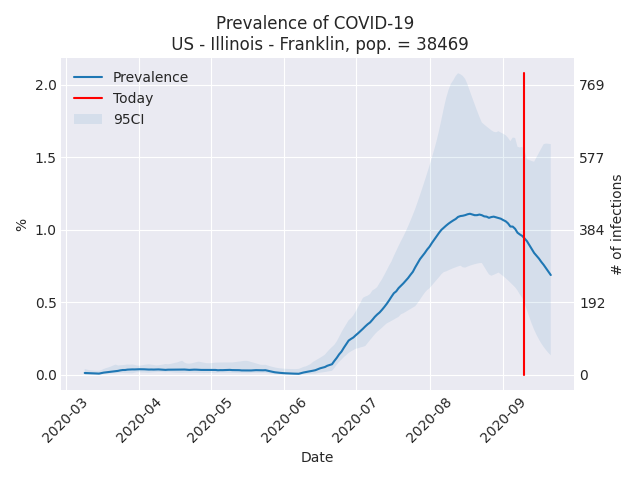 Prevalence of COVID-19
US - Illinois - Franklin, pop. = 38469
Prevalence
Today
95CI
2.0
1.5
1.0
0.5
0.0
%
769
577
384
192
0
# of infections
2020-03
2020-04
2020-05
2020-06
2020-07
2020-08
2020-09
Date